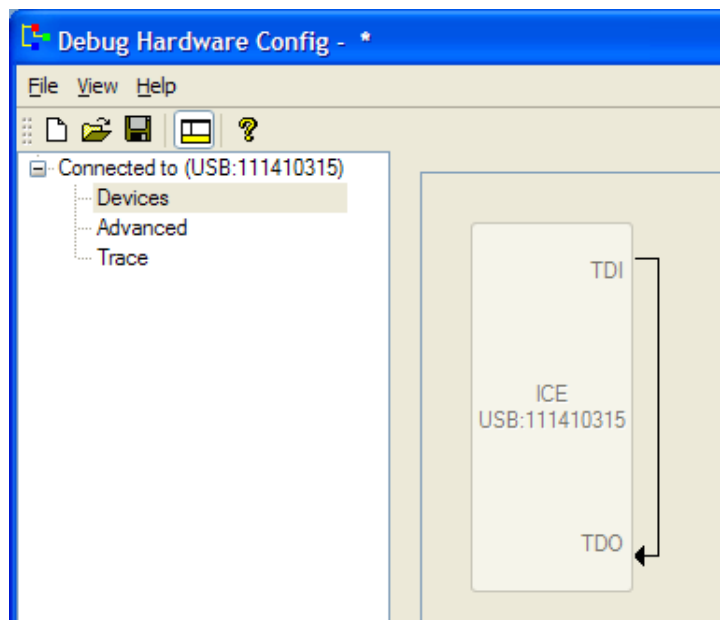 Debug Hardware Config - *
File View Help
Connected to (USB:111410315)
Devices
Advanced
Trace
TDI
ICE
USB:111410315
TDO